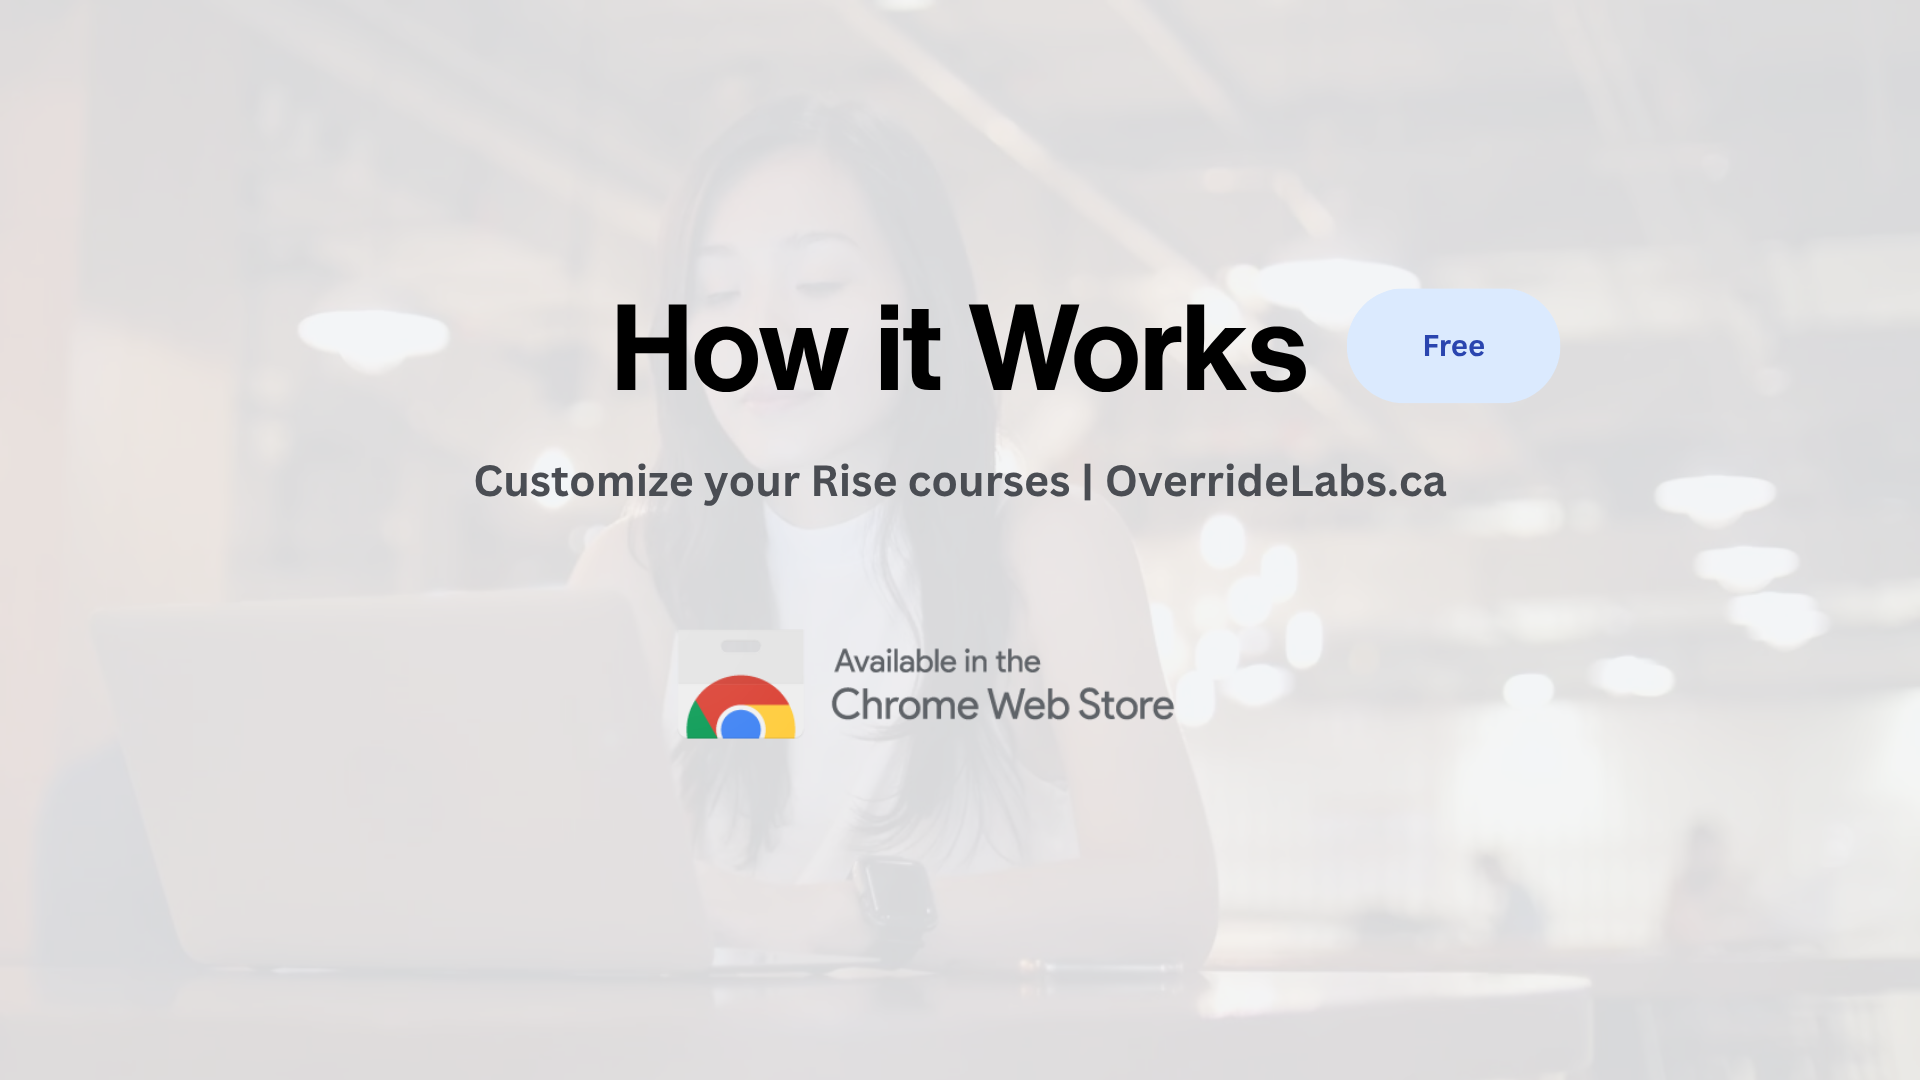 How it Works
Free
Customize your Rise courses | OverrideLabs.ca
Available in the
Chrome Web Store